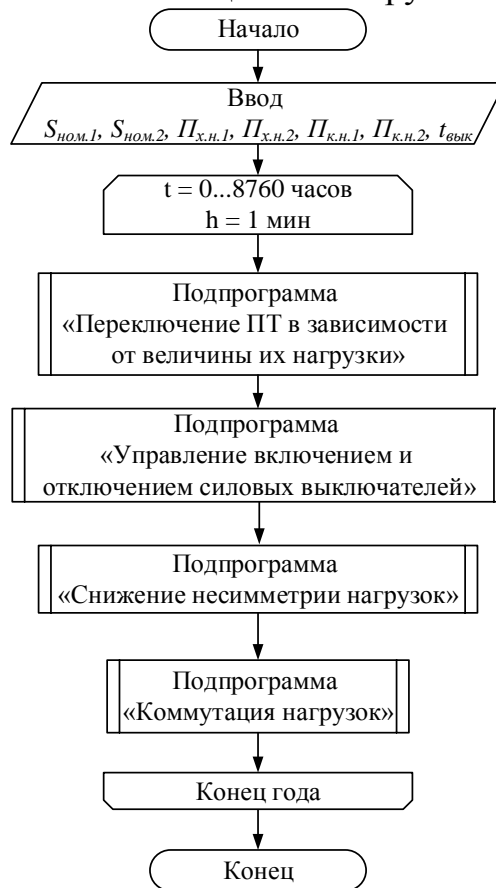 Начало
Ввод
Sном.1, Sном.2, Пх.н.1, Пх.н.2, Пк.н.1, Пк.н.2, tвык
t = 0...8760 часов
h = 1 мин
Подпрограмма
«Переключение ПТ в зависимости
от величины их нагрузки»
Подпрограмма
«Управление включением и
отключением силовых выключателей»
Подпрограмма
«Снижение несимметрии нагрузок»
Подпрограмма
«Коммутация нагрузок»
Конец года
Конец